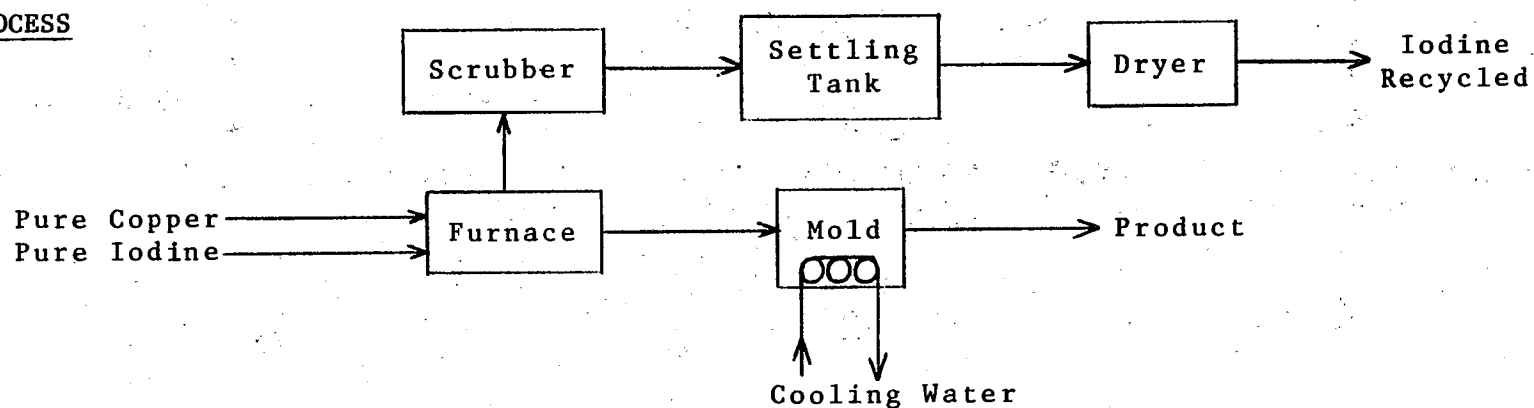 OCESS
Scrubber
Settling
Tank
Dryer
Iodine
Recycled
Pure Copper
Pure Iodine
Furnace
Mold
Product
Cooling Water